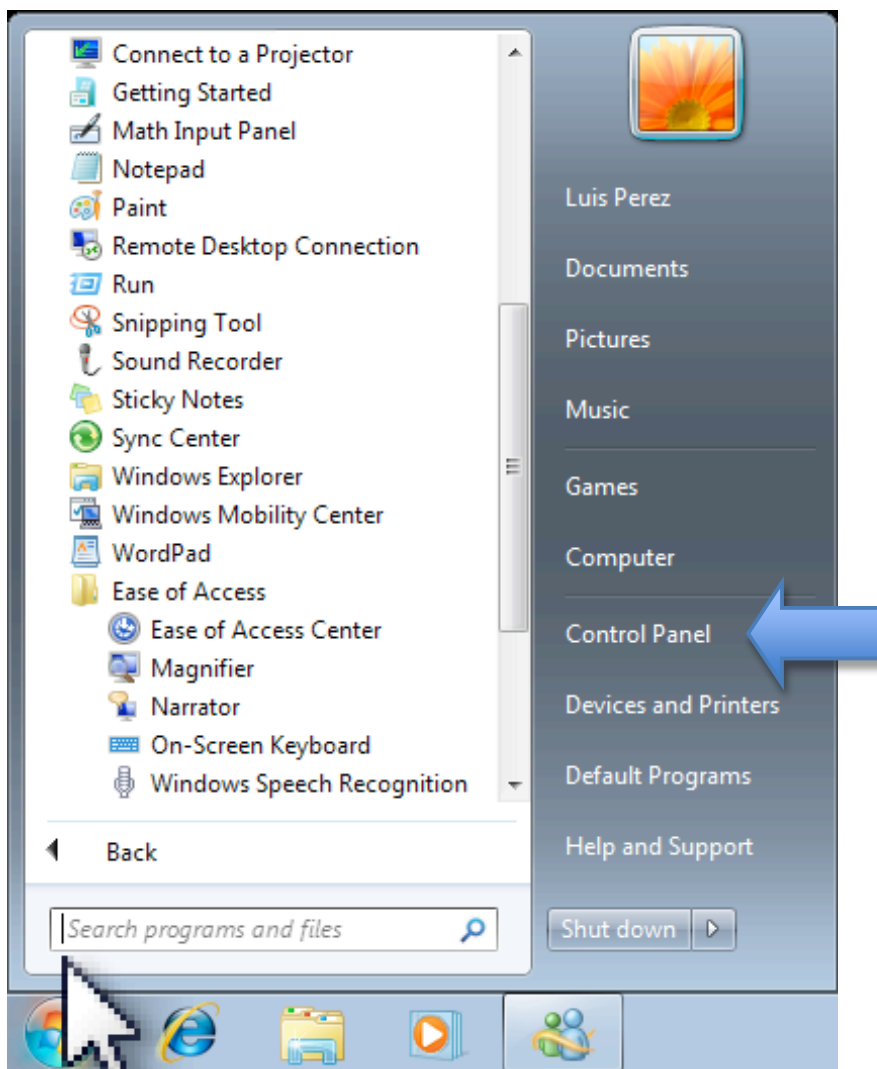 Connect to a Projector
Getting Started
Math Input Panel
Notepad
Paint
Remote Desktop Connection
Run
Snipping Tool
Sound Recorder
Sticky Notes
Sync Center
Windows Explorer
Windows Mobility Center
WordPad
Ease of Access
Ease of Access Center
Magnifier
Narrator
On-Screen Keyboard
Windows Speech Recognition
Back
Search programs and files
Luis Perez
Documents
Pictures
Music
Games
Computer
Control Panel
Devices and Printers
Default Programs
Help and Support
Shut down